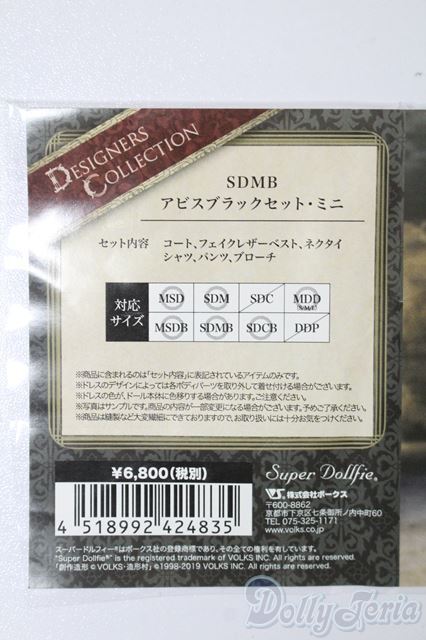 DESIGNERS
COLLECTION
SDMB
アビスブラックセット・ミニ
セット内容 コート、フェイクレザーベスト、ネクタイ
シャツ、パンツ、ブローチ
対応
サイズ
MSD SDM SDC MDD
MSDB SDMB SDCB DDP
※商品に含まれるのは「セット内容」に表記されているアイテムのみです。
※ドレスのデザインによっては各ボディパーツを取り外して着せ付ける場合がございます。
※ドレスの色が、ドール本体に色移りする場合があります。ご注意ください。
※写真はサンプルです。商品の内容が一部変更になる場合がございます。予めご了承ください。
※商品は縫製など大変繊細にできておりますので、お取り扱いには十分お気をつけください。
¥6,800(税別)
4 518992 424835
Super Dollfie®
VS® 株式会社ボークス
〒600-8862
京都市下京区七条御所ノ内中町60
TEL 075-325-1171
www.volks.co.jp
スーパードルフィー®はボークス社の登録商標であり、その全ての権利を有しています。
"Super Dollfie®" is the registered trademark of VOLKS INC. All rights are reserved.
「創作造形 © VOLKS・造形村」©1998-2019 VOLKS INC. All rights are reserved.
DollyTeria